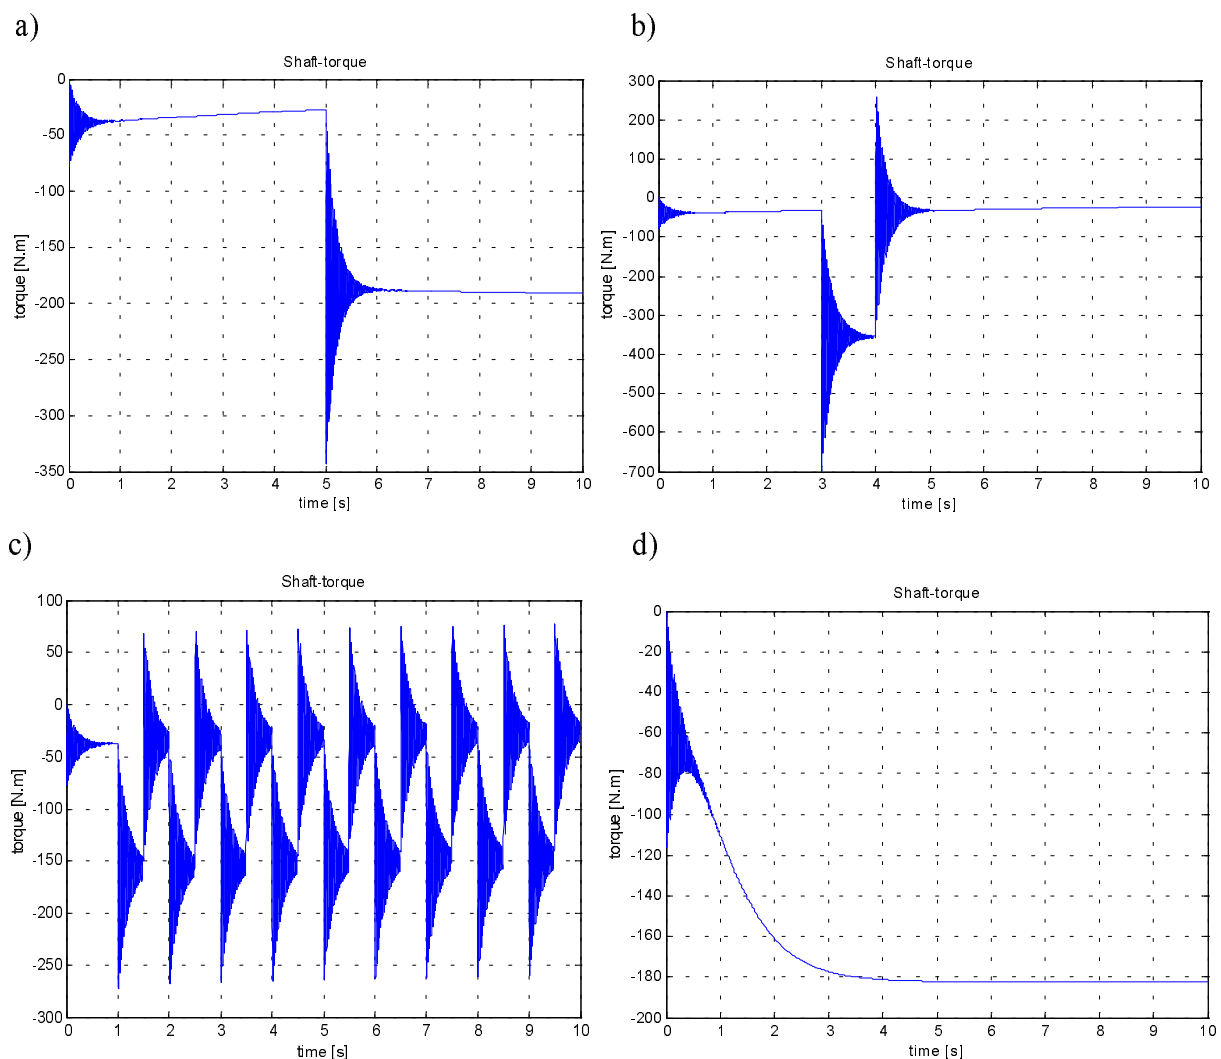 a)
Shaft-torque
0
-50
-100
-150
-200
-250
-300
-350
torque [N.m]
0 1 2 3 4 5 6 7 8 9 10
time [s]
b)
Shaft-torque
300
200
100
0
-100
-200
-300
-400
-500
-600
-700
torque [N.m]
0 1 2 3 4 5 6 7 8 9 10
time [s]
c)
Shaft-torque
100
50
0
-50
-100
-150
-200
-250
-300
torque [N.m]
0 1 2 3 4 5 6 7 8 9 10
time [s]
d)
Shaft-torque
0
-20
-40
-60
-80
-100
-120
-140
-160
-180
-200
torque [N.m]
0 1 2 3 4 5 6 7 8 9 10
time [s]